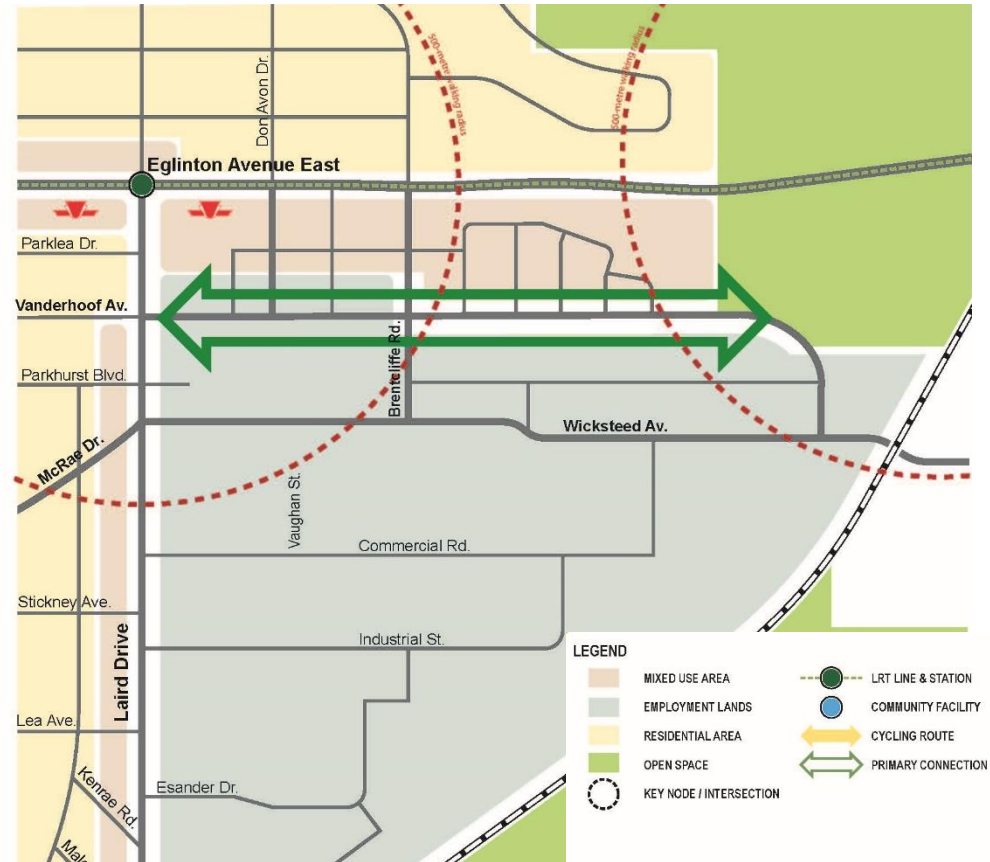 500-metre walking radius
500-metre walking radius
Don Avon Dr.
Eglinton Avenue East
Parklea Dr.
Vanderhoof Av.
Brentcliffe Rd.
Parkhurst Blvd.
Wicksteed Av.
McRae Dr.
Vaughan St.
Commercial Rd.
Stickney Ave.
Industrial St.
Laird Drive
Lea Ave.
Kenrae Rd.
Esander Dr.
LEGEND
MIXED USE AREA
EMPLOYMENT LANDS
RESIDENTIAL AREA
OPEN SPACE
KEY NODE / INTERSECTION
LRT LINE & STATION
COMMUNITY FACILITY
CYCLING ROUTE
PRIMARY CONNECTION